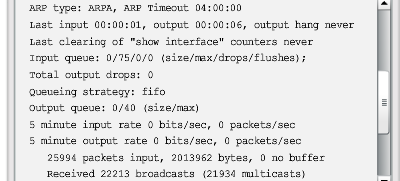 ARP type: ARPA, ARP Timeout 04:00:00
Last input 00:00:01, output 00:00:06, output hang never
Last clearing of "show interface" counters never
Input queue: 0/75/0/0 (size/max/drops/flushes);
Total output drops: 0
Queueing strategy: fifo
Output queue: 0/40 (size/max)
5 minute input rate 0 bits/sec, 0 packets/sec
5 minute output rate 0 bits/sec, 0 packets/sec
25994 packets input, 2013962 bytes, 0 no buffer
Received 22213 broadcasts (21934 multicasts)